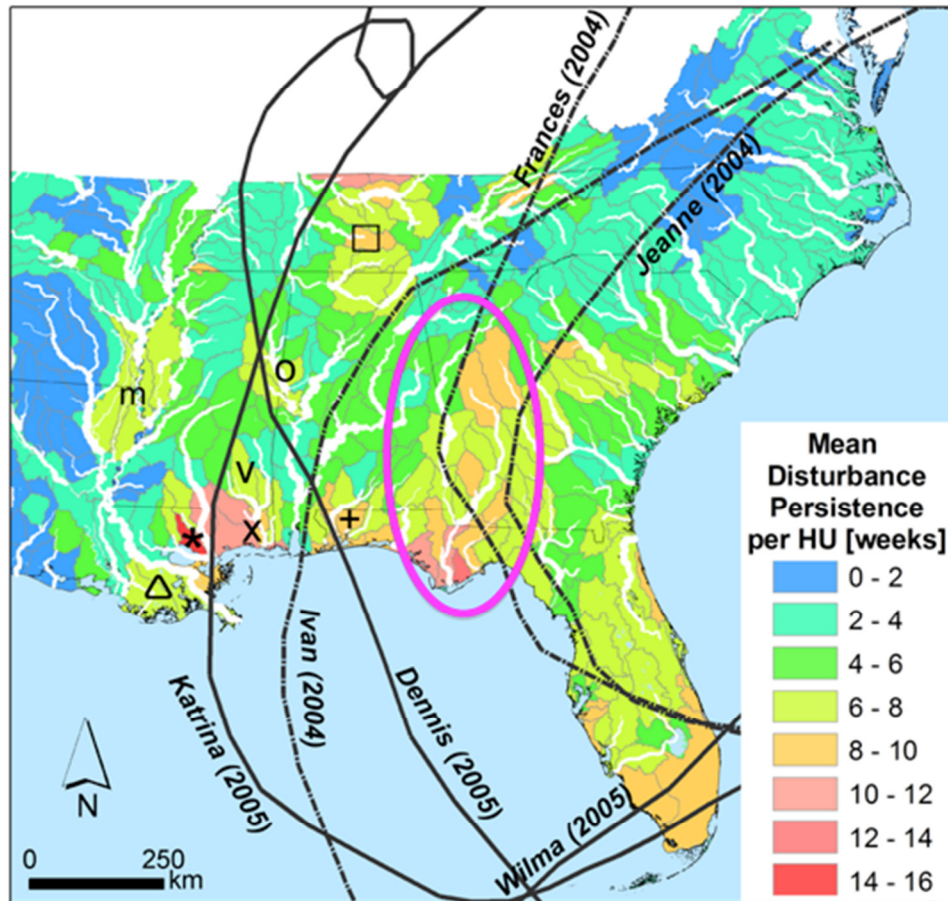 Frances (2004)
Jeanne (2004)
m
O
V
*
X
+
Δ
Katrina (2005)
Ivan (2004)
Dennis (2005)
Wilma (2005)
N
0 250
km
Mean
Disturbance
Persistence
per HU [weeks]
0 - 2
2 - 4
4 - 6
6 - 8
8 - 10
10 - 12
12 - 14
14 - 16